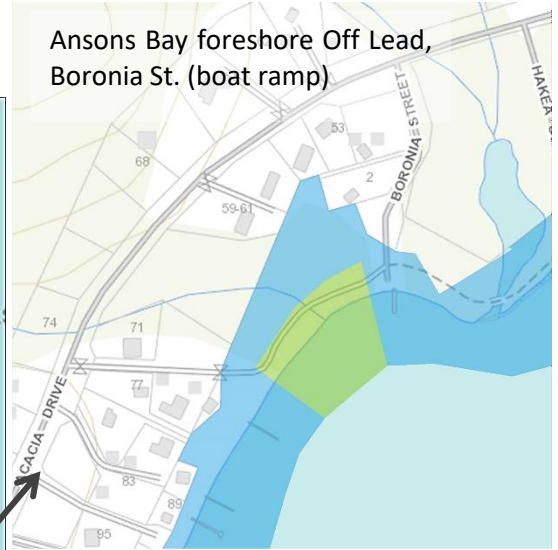 Ansons Bay foreshore Off Lead,
Boronia St. (boat ramp)
53
68
2
BORONIA STREET
59-61
74
71
77
ACACIA DRIVE
83
89
95